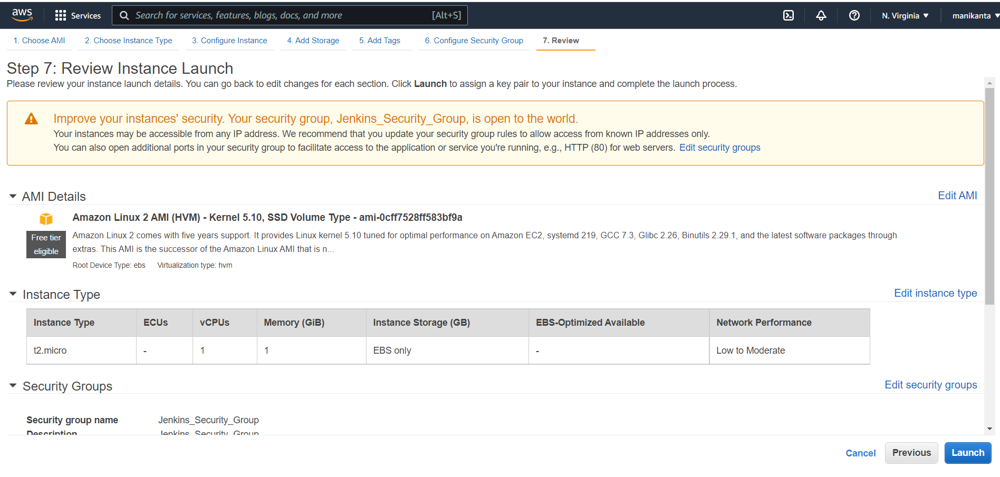 aws Services Search for services, features, blogs, docs, and more [Alt+S] N. Virginia manikanta
1. Choose AMI 2. Choose Instance Type 3. Configure Instance 4. Add Storage 5. Add Tags 6. Configure Security Group 7. Review
Step 7: Review Instance Launch
Please review your instance launch details. You can go back to edit changes for each section. Click Launch to assign a key pair to your instance and complete the launch process.
Improve your instances' security. Your security group, Jenkins_Security_Group, is open to the world.
Your instances may be accessible from any IP address. We recommend that you update your security group rules to allow access from known IP addresses only.
You can also open additional ports in your security group to facilitate access to the application or service you're running, e.g., HTTP (80) for web servers. Edit security groups
AMI Details Edit AMI
Amazon Linux 2 AMI (HVM) - Kernel 5.10, SSD Volume Type - ami-0cff7528ff583bf9a
Free tier eligible
Amazon Linux 2 comes with five years support. It provides Linux kernel 5.10 tuned for optimal performance on Amazon EC2, systemd 219, GCC 7.3, Glibc 2.26, Binutils 2.29.1, and the latest software packages through
extras. This AMI is the successor of the Amazon Linux AMI that is n...
Root Device Type: ebs Virtualization type: hvm
Instance Type Edit instance type
Instance Type ECUs vCPUs Memory (GiB) Instance Storage (GB) EBS-Optimized Available Network Performance
t2.micro - 1 1 EBS only - Low to Moderate
Security Groups Edit security groups
Security group name Jenkins_Security_Group
Description Jenkins_Security_Group
Cancel Previous Launch